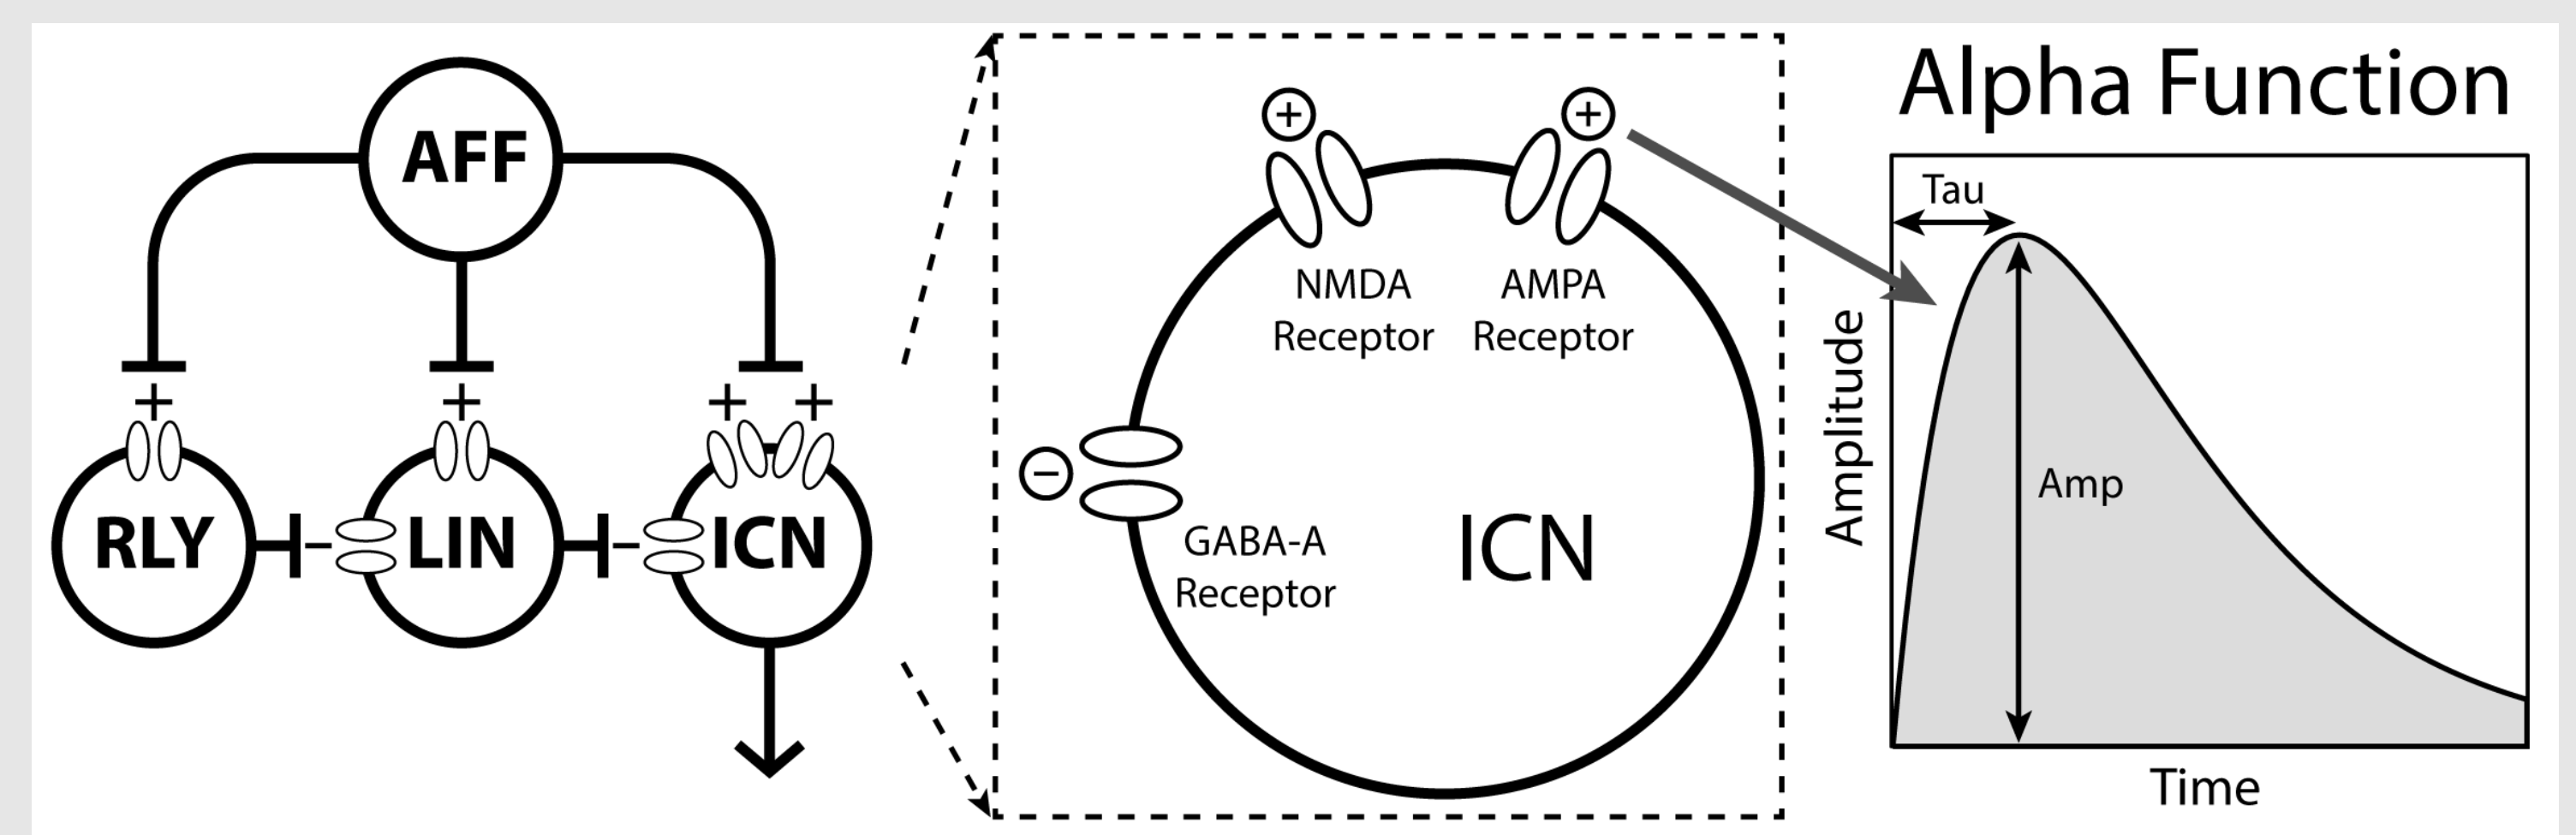 AFF
+
+
+ +
RLY
−
LIN
−
ICN
+
+
NMDA
Receptor
AMPA
Receptor
−
GABA-A
Receptor
ICN
Alpha Function
Tau
Amplitude
Amp
Time